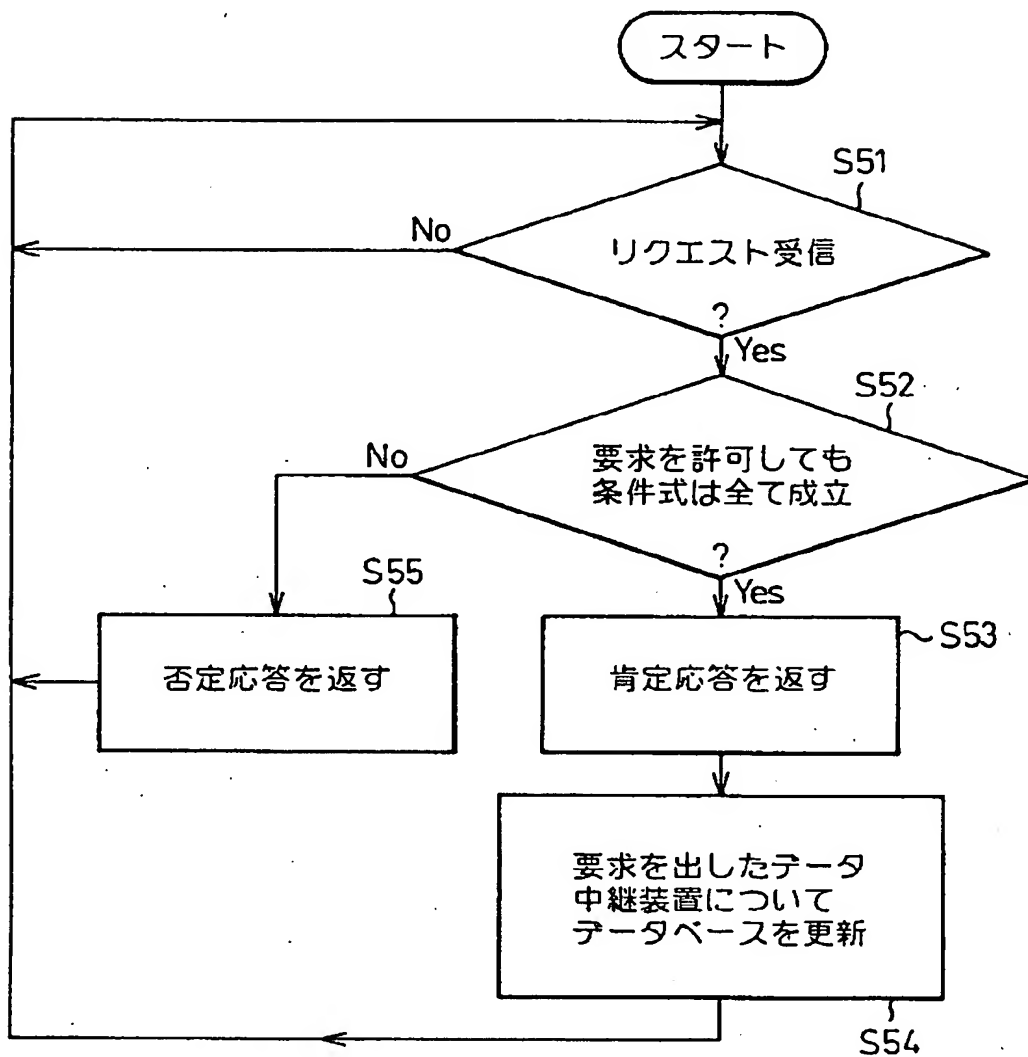 スタート
S51
No
リクエスト受信
?
Yes
S52
No
要求を許可しても
条件式は全て成立
?
Yes
S55
否定応答を返す
S53
肯定応答を返す
要求を出したデータ
中継装置について
データベースを更新
S54